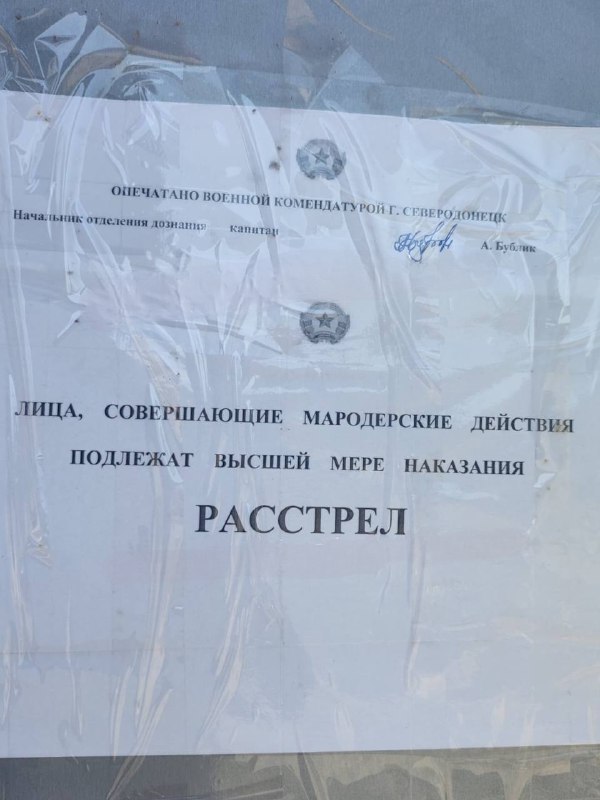 ОПЕЧАТАНО ВОЕННОЙ КОМЕНДАТУРОЙ Г. СЕВЕРОДОНЕЦК
Начальник отделения дознания капитан А. Бублик
ЛИЦА, СОВЕРШАЮЩИЕ МАРОДЕРСКИЕ ДЕЙСТВИЯ
ПОДЛЕЖАТ ВЫСШЕЙ МЕРЕ НАКАЗАНИЯ
РАССТРЕЛ